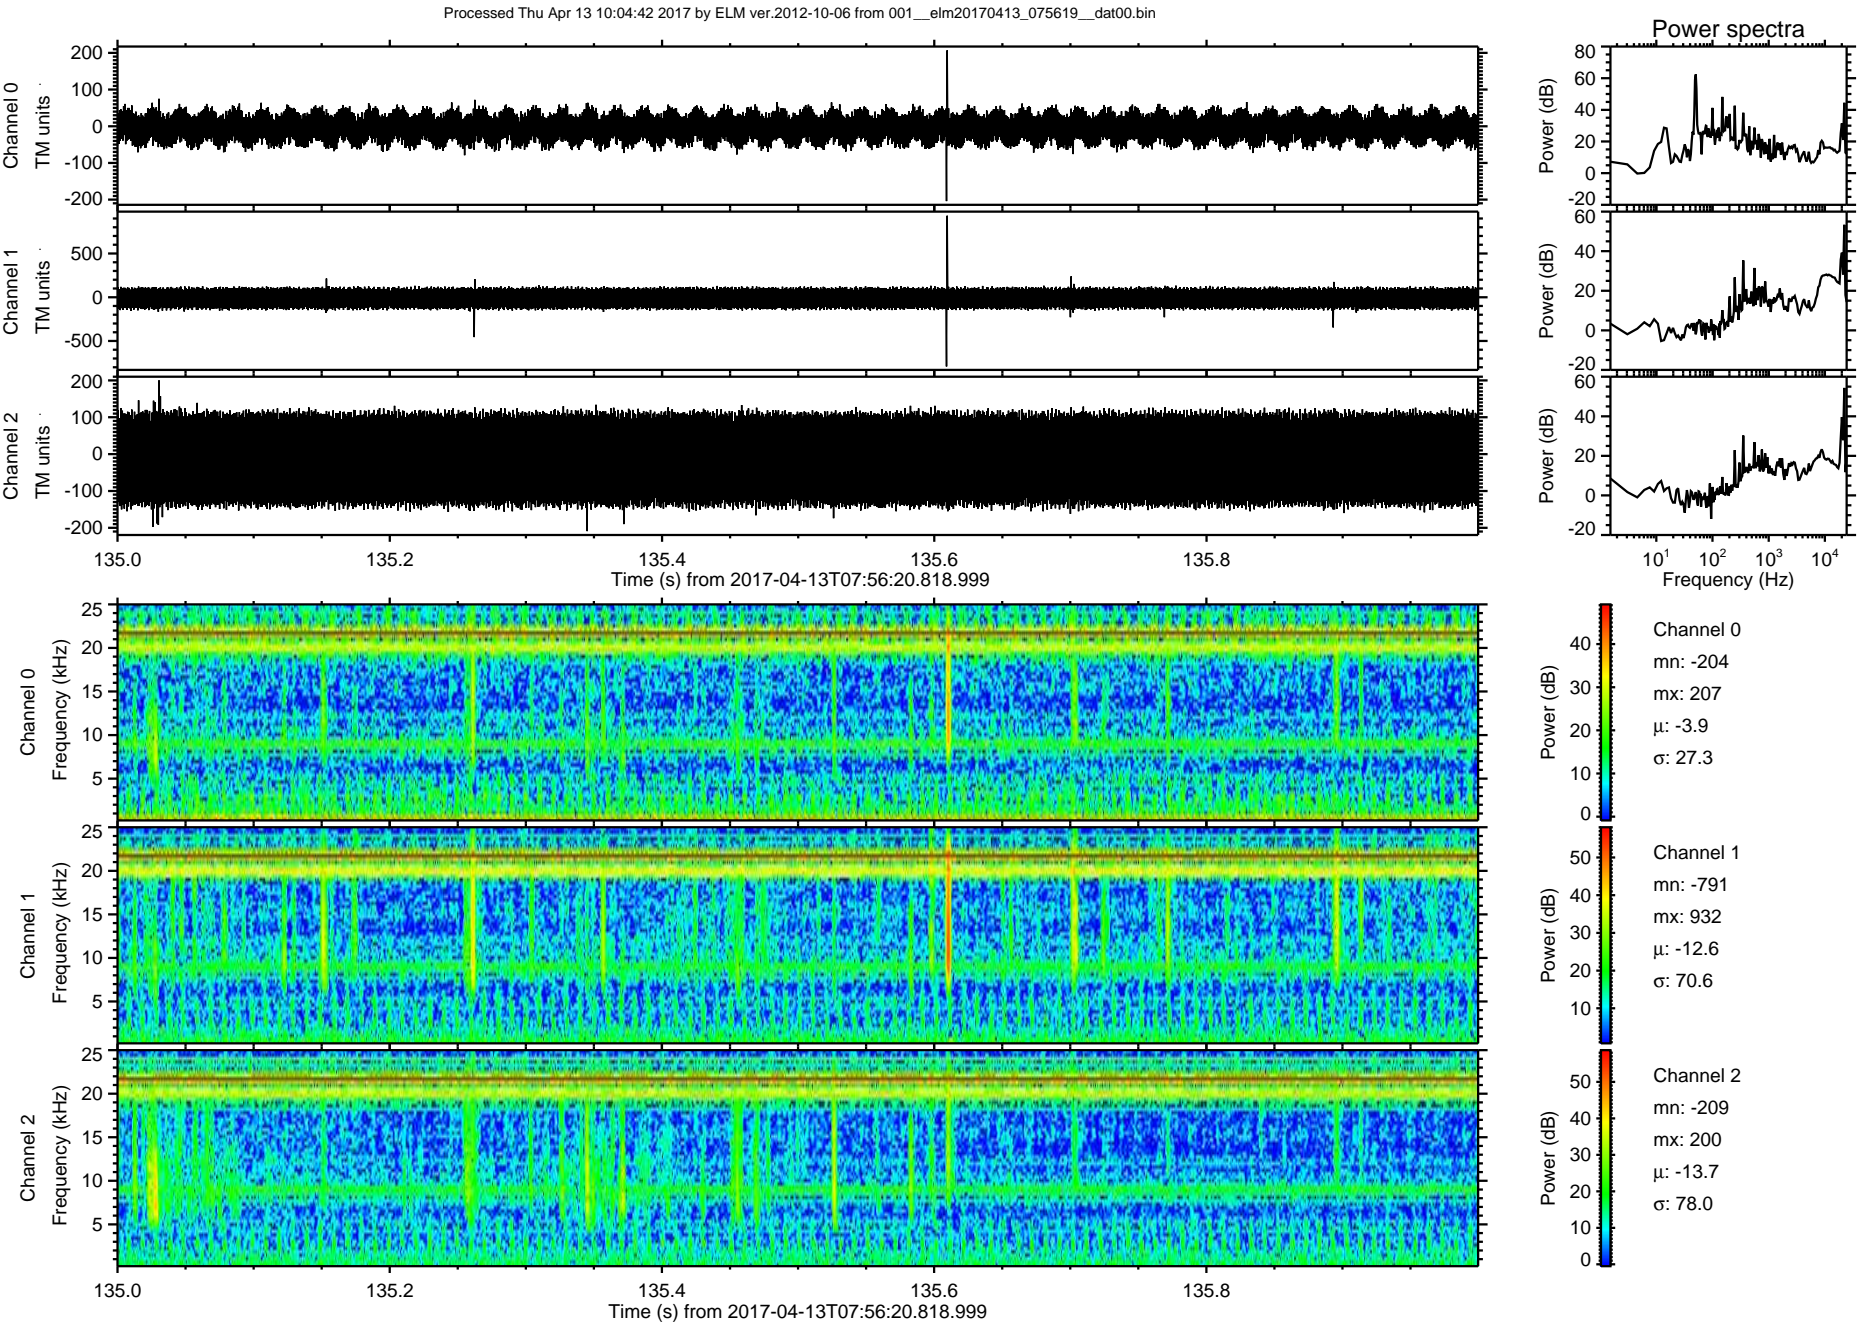 Processed Thu Apr 13 10:04:42 2017 by ELM ver.2012-10-06 from 001__elm20170413_075619__dat00.bin
Power spectra
Channel 0
TM units
200
100
0
-100
-200
Power (dB)
80
60
40
20
0
-20
Channel 1
TM units
500
0
-500
Power (dB)
60
40
20
0
-20
Channel 2
TM units
200
100
0
-100
-200
Power (dB)
60
40
20
0
-20
135.0 135.2 135.4 135.6 135.8
Time (s) from 2017-04-13T07:56:20.818.999
10¹ 10² 10³ 10⁴
Frequency (Hz)
Channel 0
Frequency (kHz)
25
20
15
10
5
Power (dB)
40
30
20
10
0
Channel 0
mn: -204
mx: 207
μ: -3.9
σ: 27.3
Channel 1
Frequency (kHz)
25
20
15
10
5
Power (dB)
50
40
30
20
10
Channel 1
mn: -791
mx: 932
μ: -12.6
σ: 70.6
Channel 2
Frequency (kHz)
25
20
15
10
5
Power (dB)
50
40
30
20
10
0
Channel 2
mn: -209
mx: 200
μ: -13.7
σ: 78.0
135.0 135.2 135.4 135.6 135.8
Time (s) from 2017-04-13T07:56:20.818.999